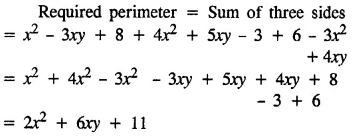 Required perimeter = Sum of three sides
= x² - 3xy + 8 + 4x² + 5xy - 3 + 6 - 3x²
+ 4xy
= x² + 4x² - 3x² - 3xy + 5xy + 4xy + 8
- 3 + 6
= 2x² + 6xy + 11